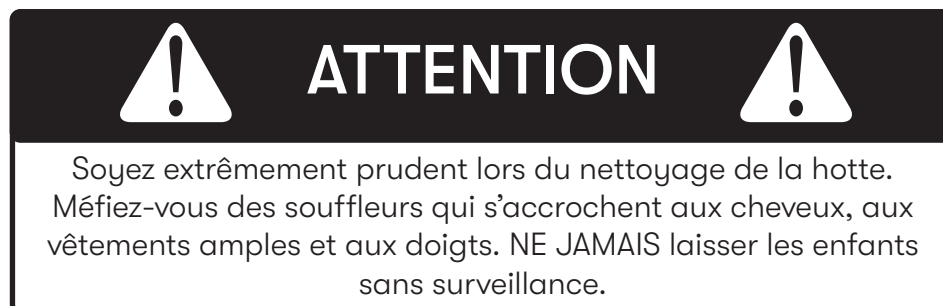 ATTENTION
Soyez extrêmement prudent lors du nettoyage de la hotte.
Méfiez-vous des souffleurs qui s’accrochent aux cheveux, aux
vêtements amples et aux doigts. NE JAMAIS laisser les enfants
sans surveillance.